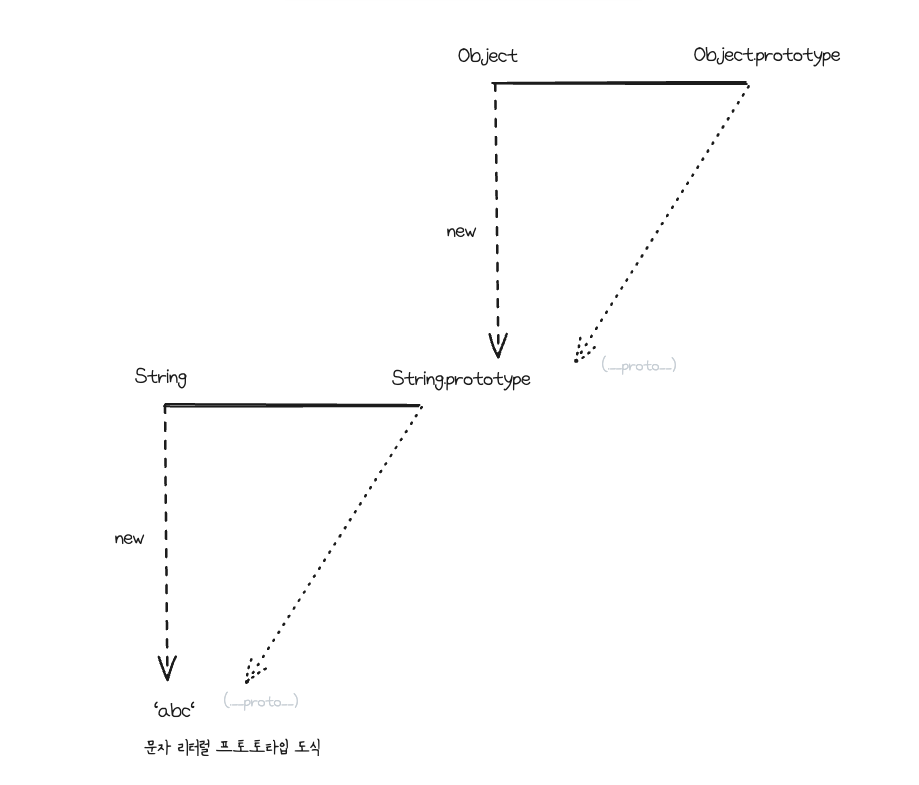 Object
Object.prototype
new
(__proto__)
String
String.prototype
new
'abc'
(__proto__)
문자 리터럴 프로토타입 도식